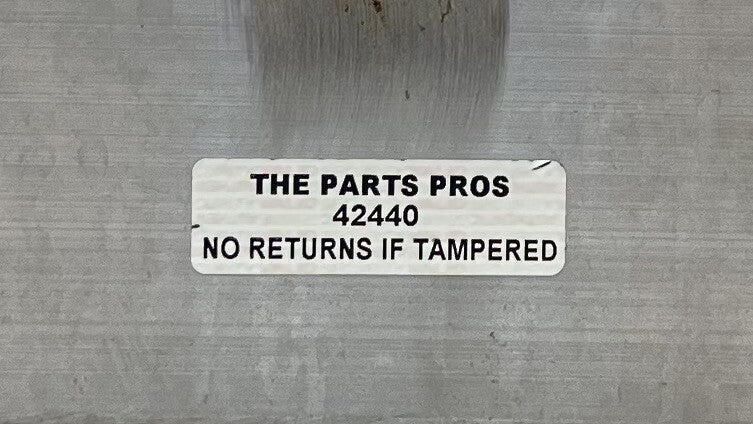 THE PARTS PROS
42440
NO RETURNS IF TAMPERED